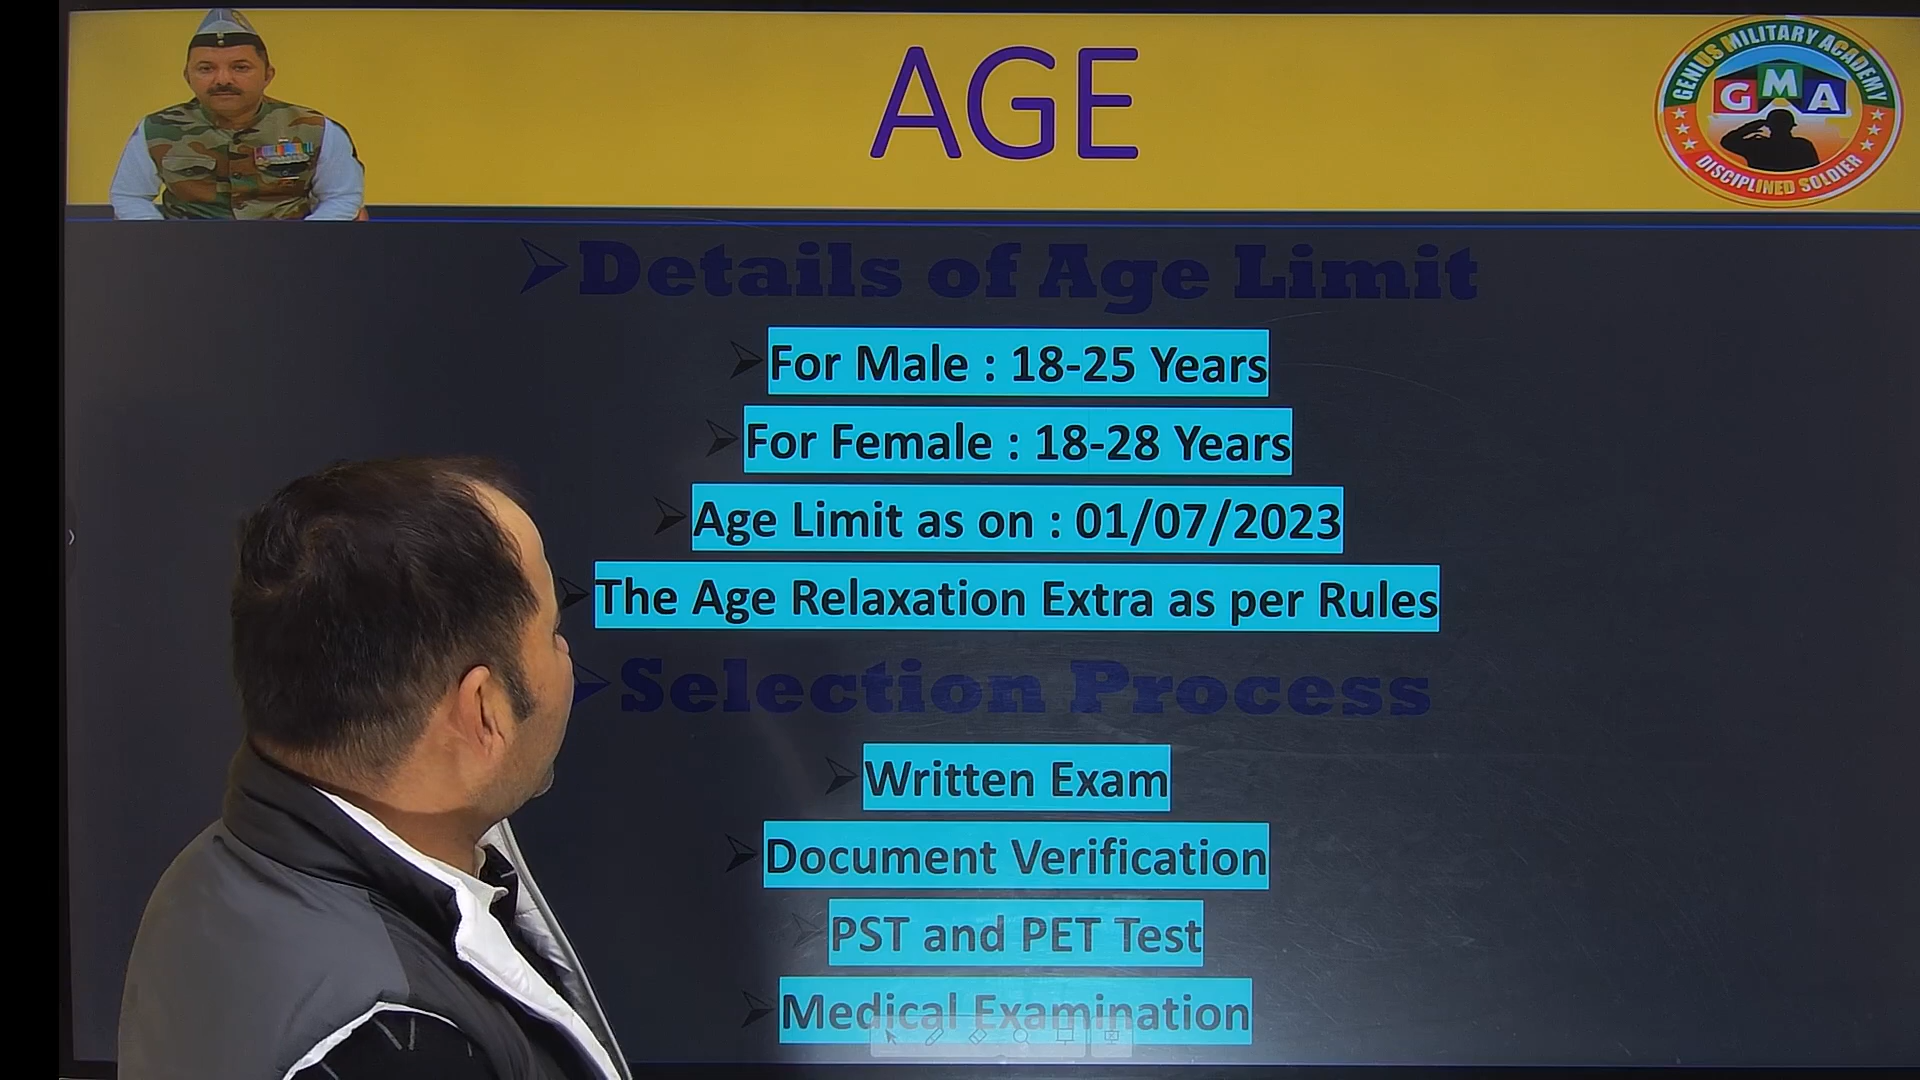 AGE
GENIUS MILITARY ACADEMY
GMA
DISCIPLINED SOLDIER
Details of Age Limit
For Male : 18-25 Years
For Female : 18-28 Years
Age Limit as on : 01/07/2023
The Age Relaxation Extra as per Rules
Selection Process
Written Exam
Document Verification
PST and PET Test
Medical Examination